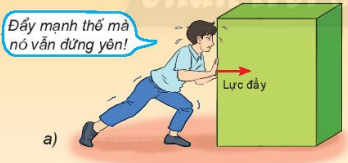 Đẩy mạnh thế mà
nó vẫn đứng yên!
Lực đẩy
a)